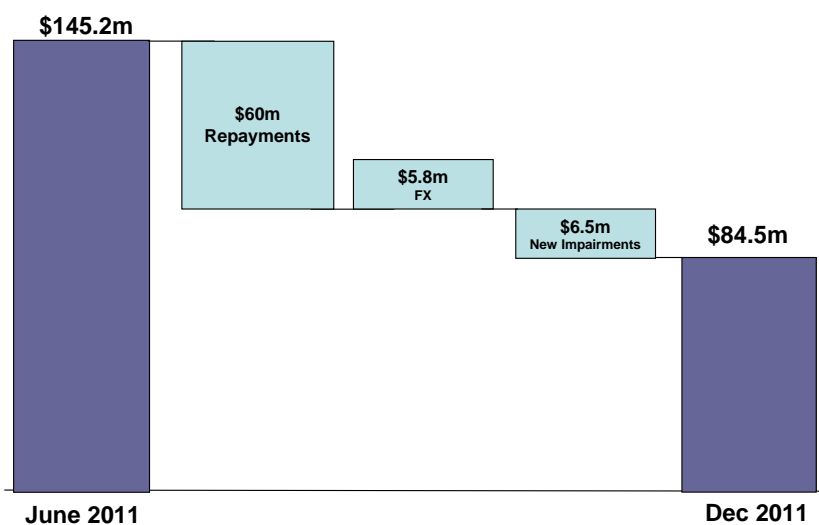 $145.2m
$60m
Repayments
$5.8m
FX
$6.5m
New Impairments
$84.5m
June 2011
Dec 2011